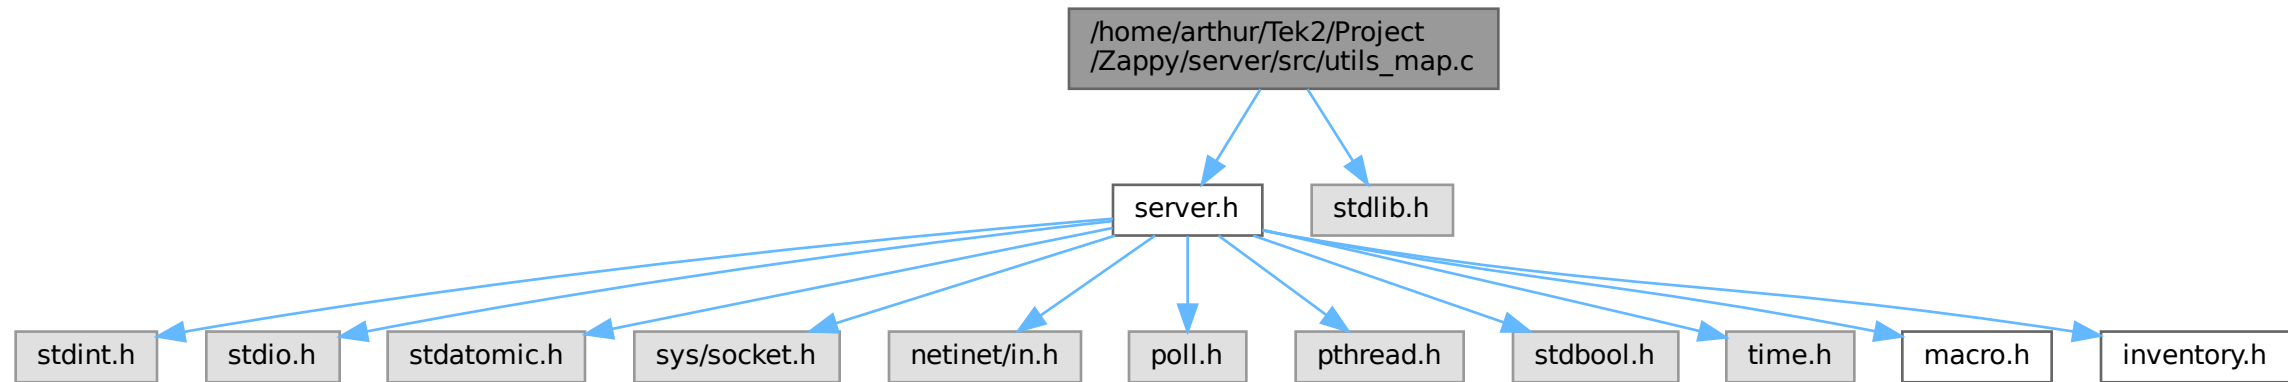 /home/arthur/Tek2/Project
/Zappy/server/src/utils_map.c
server.h
stdlib.h
stdint.h
stdio.h
stdatomic.h
sys/socket.h
netinet/in.h
poll.h
pthread.h
stdbool.h
time.h
macro.h
inventory.h